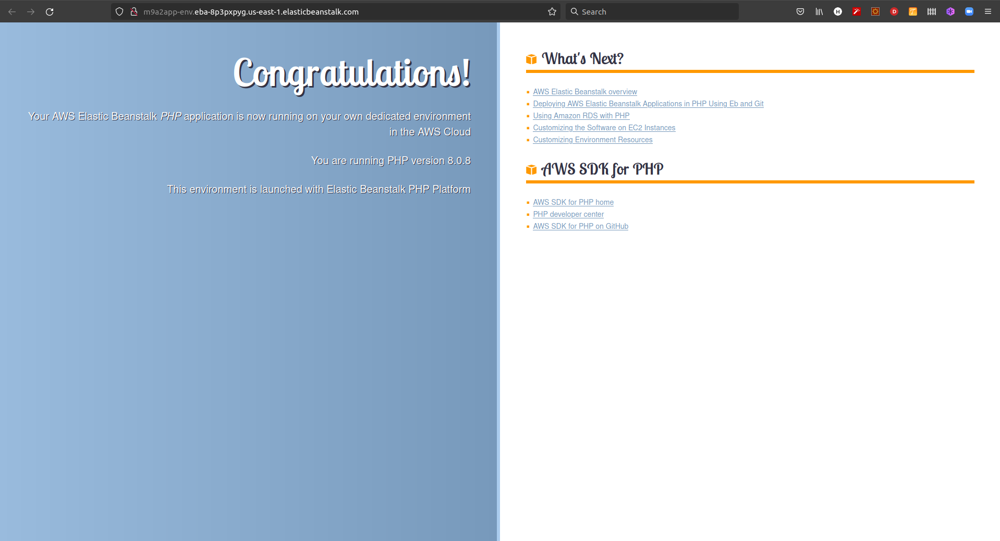 m9a2app-env.eba-8p3pxpyg.us-east-1.elasticbeanstalk.com
Search
H
D
Congratulations!
Your AWS Elastic Beanstalk PHP application is now running on your own dedicated environment
in the AWS Cloud
You are running PHP version 8.0.8
This environment is launched with Elastic Beanstalk PHP Platform
What's Next?
AWS Elastic Beanstalk overview
Deploying AWS Elastic Beanstalk Applications in PHP Using Eb and Git
Using Amazon RDS with PHP
Customizing the Software on EC2 Instances
Customizing Environment Resources
AWS SDK for PHP
AWS SDK for PHP home
PHP developer center
AWS SDK for PHP on GitHub